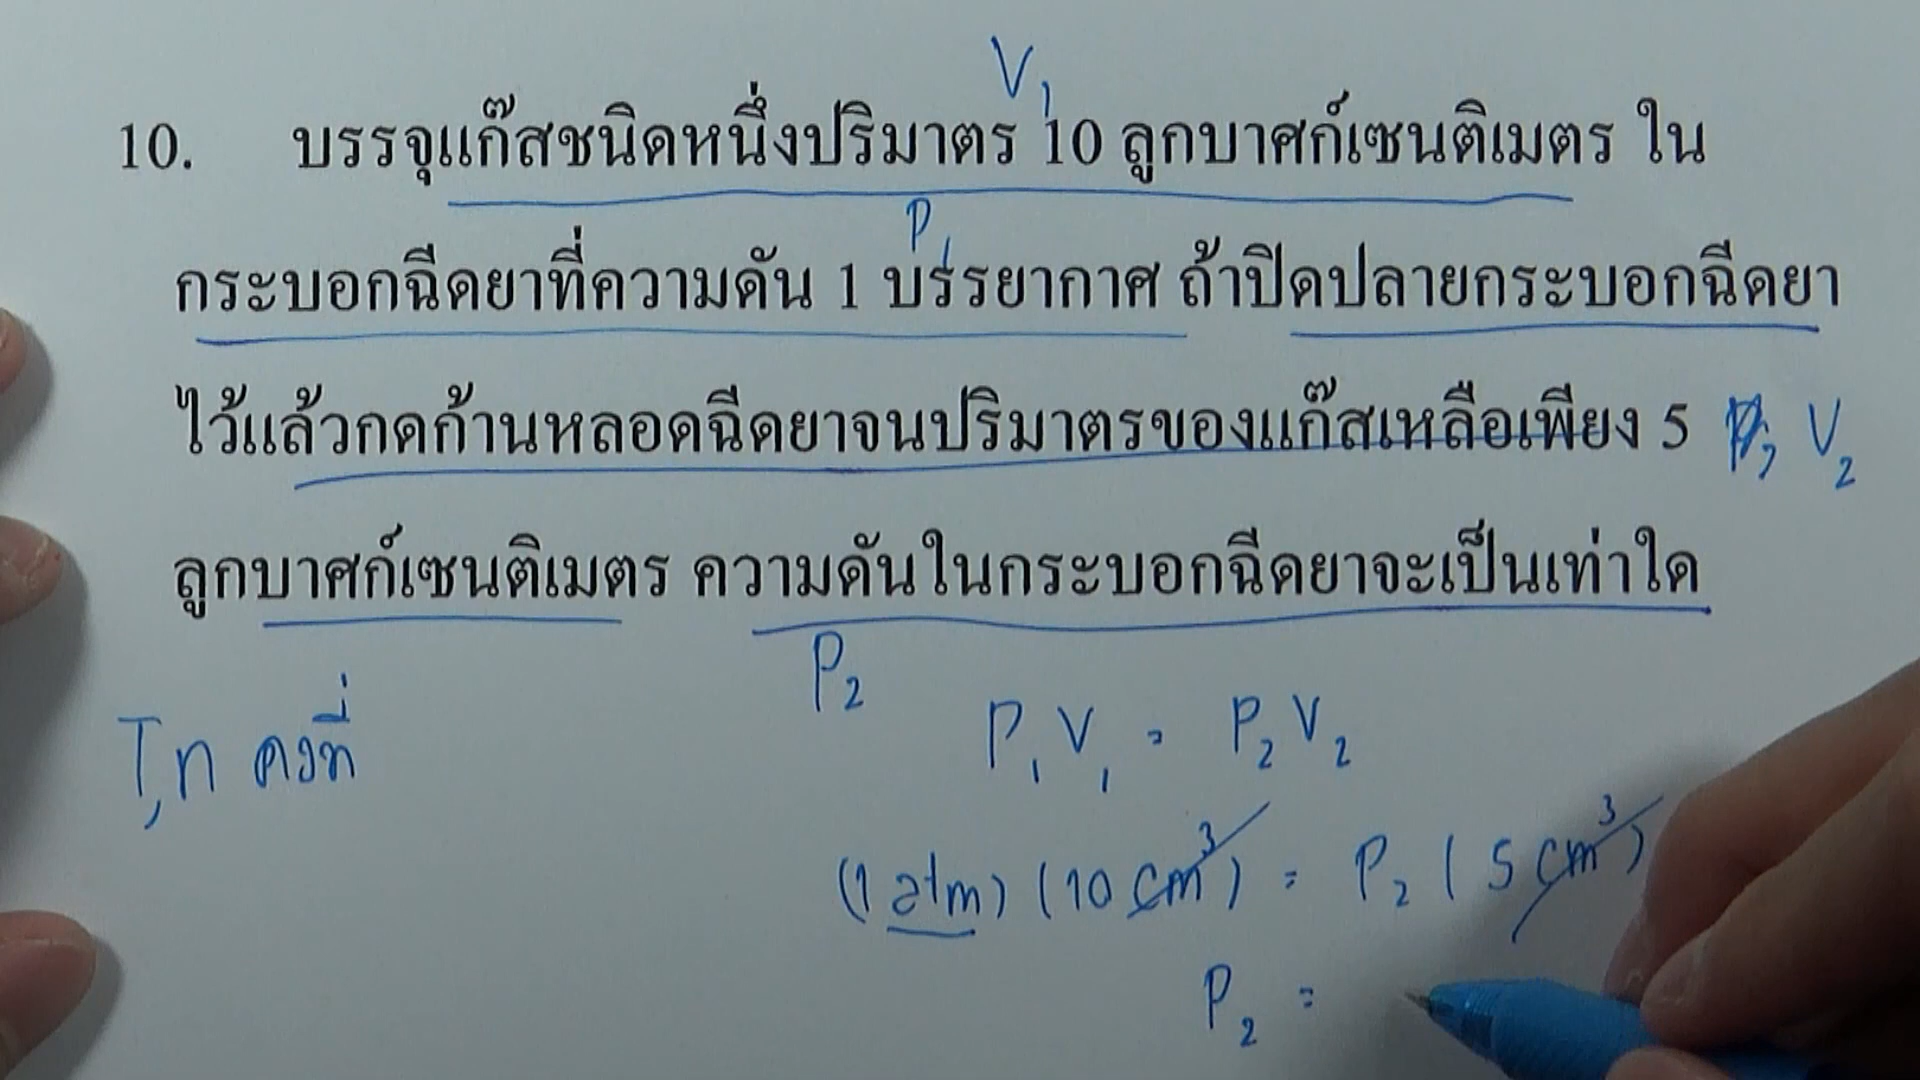 V₁
10. บรรจุแก๊สชนิดหนึ่งปริมาตร 10 ลูกบาศก์เซนติเมตร ใน
P₁
กระบอกฉีดยาที่ความดัน 1 บรรยากาศ ถ้าปิดปลายกระบอกฉีดยา
ไว้แล้วกดก้านหลอดฉีดยาจนปริมาตรของแก๊สเหลือเพียง 5 V₂
ลูกบาศก์เซนติเมตร ความดันในกระบอกฉีดยาจะเป็นเท่าใด
P₂
T, n คงที่
P₁V₁ = P₂V₂
(1 atm) (10 cm³) = P₂ (5 cm³)
P₂ =